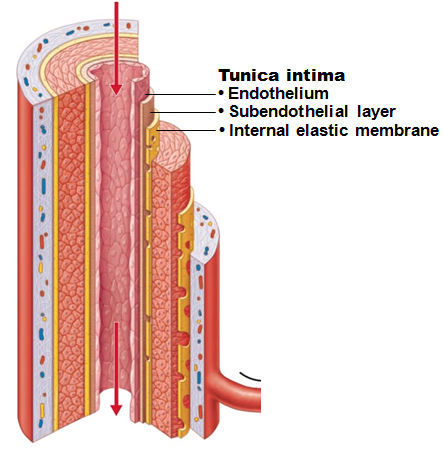 Tunica intima
• Endothelium
• Subendothelial layer
• Internal elastic membrane